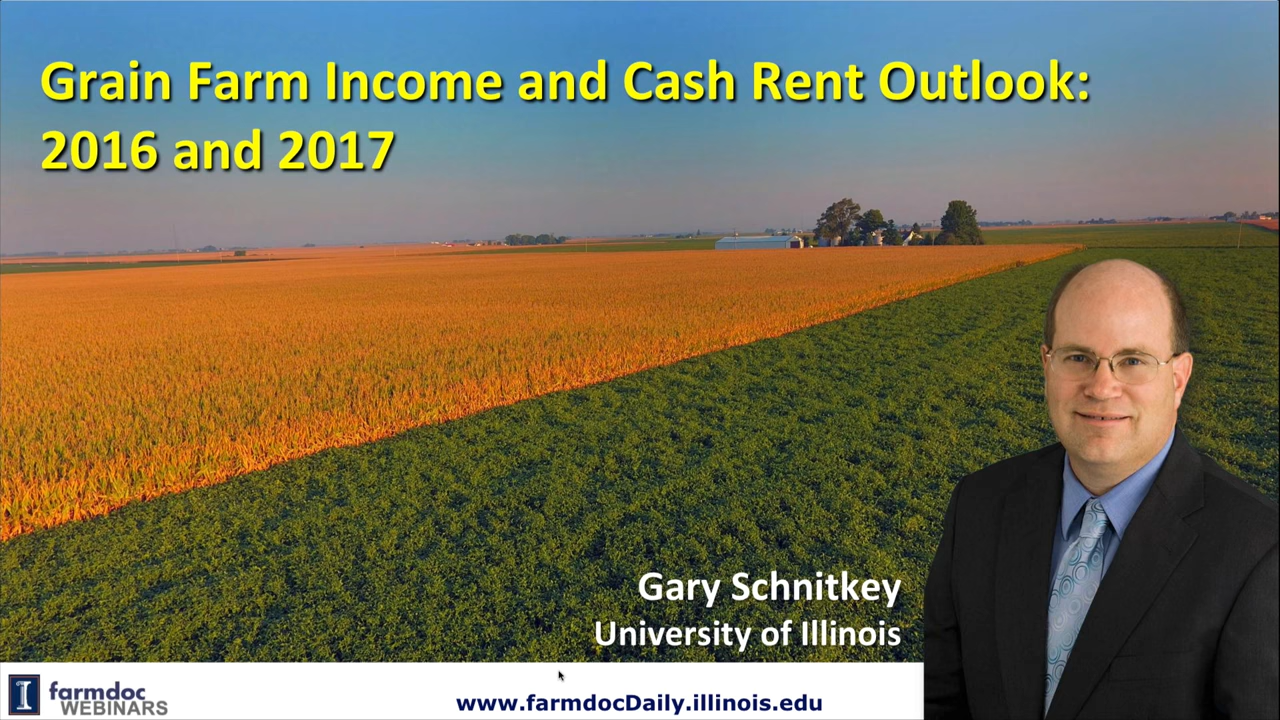 Grain Farm Income and Cash Rent Outlook:
2016 and 2017
Gary Schnitkey
University of Illinois
I
farmdoc
WEBINARS
www.farmdocDaily.illinois.edu